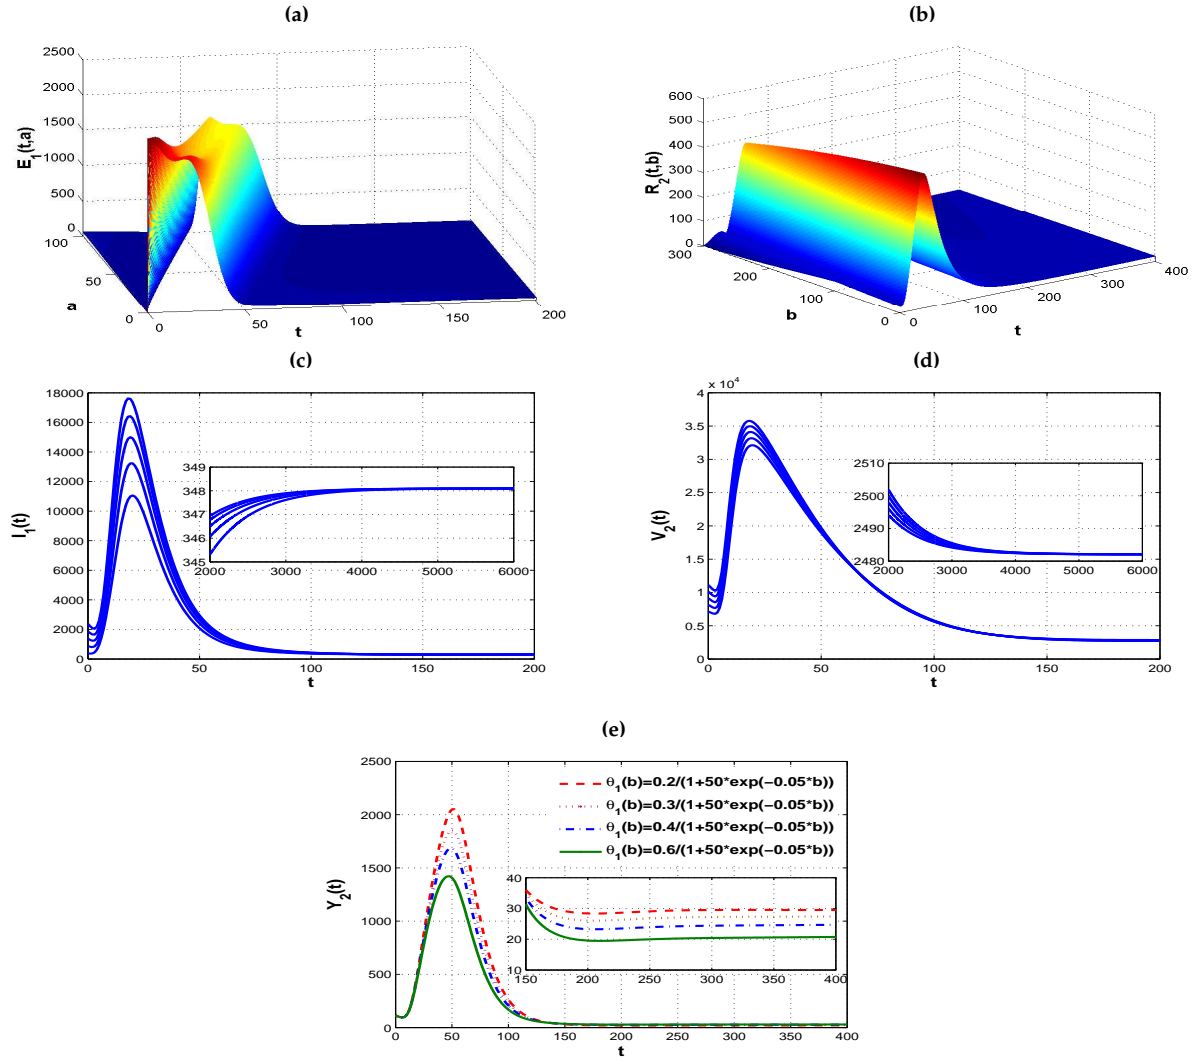 (a)
2500
2000
1500
1000
500
0
E1(t,a)
100
50
0
a
0
50
100
150
200
t
(b)
600
500
400
300
200
100
0
R2(t,b)
300
200
100
0
b
0
100
200
300
400
t
(c)
18000
16000
14000
12000
10000
8000
6000
4000
2000
0
I1(t)
349
348
347
346
345
2000 3000 4000 5000 6000
0 50 100 150 200
t
(d)
× 10^4
4
3.5
3
2.5
2
1.5
1
0.5
0
V2(t)
2510
2500
2490
2480
2000 3000 4000 5000 6000
0 50 100 150 200
t
(e)
2500
2000
1500
1000
500
0
Y2(t)
θ1(b)=0.2/(1+50*exp(−0.05*b))
θ1(b)=0.3/(1+50*exp(−0.05*b))
θ1(b)=0.4/(1+50*exp(−0.05*b))
θ1(b)=0.6/(1+50*exp(−0.05*b))
40
30
20
10
150 200 250 300 350 400
0 50 100 150 200 250 300 350 400
t